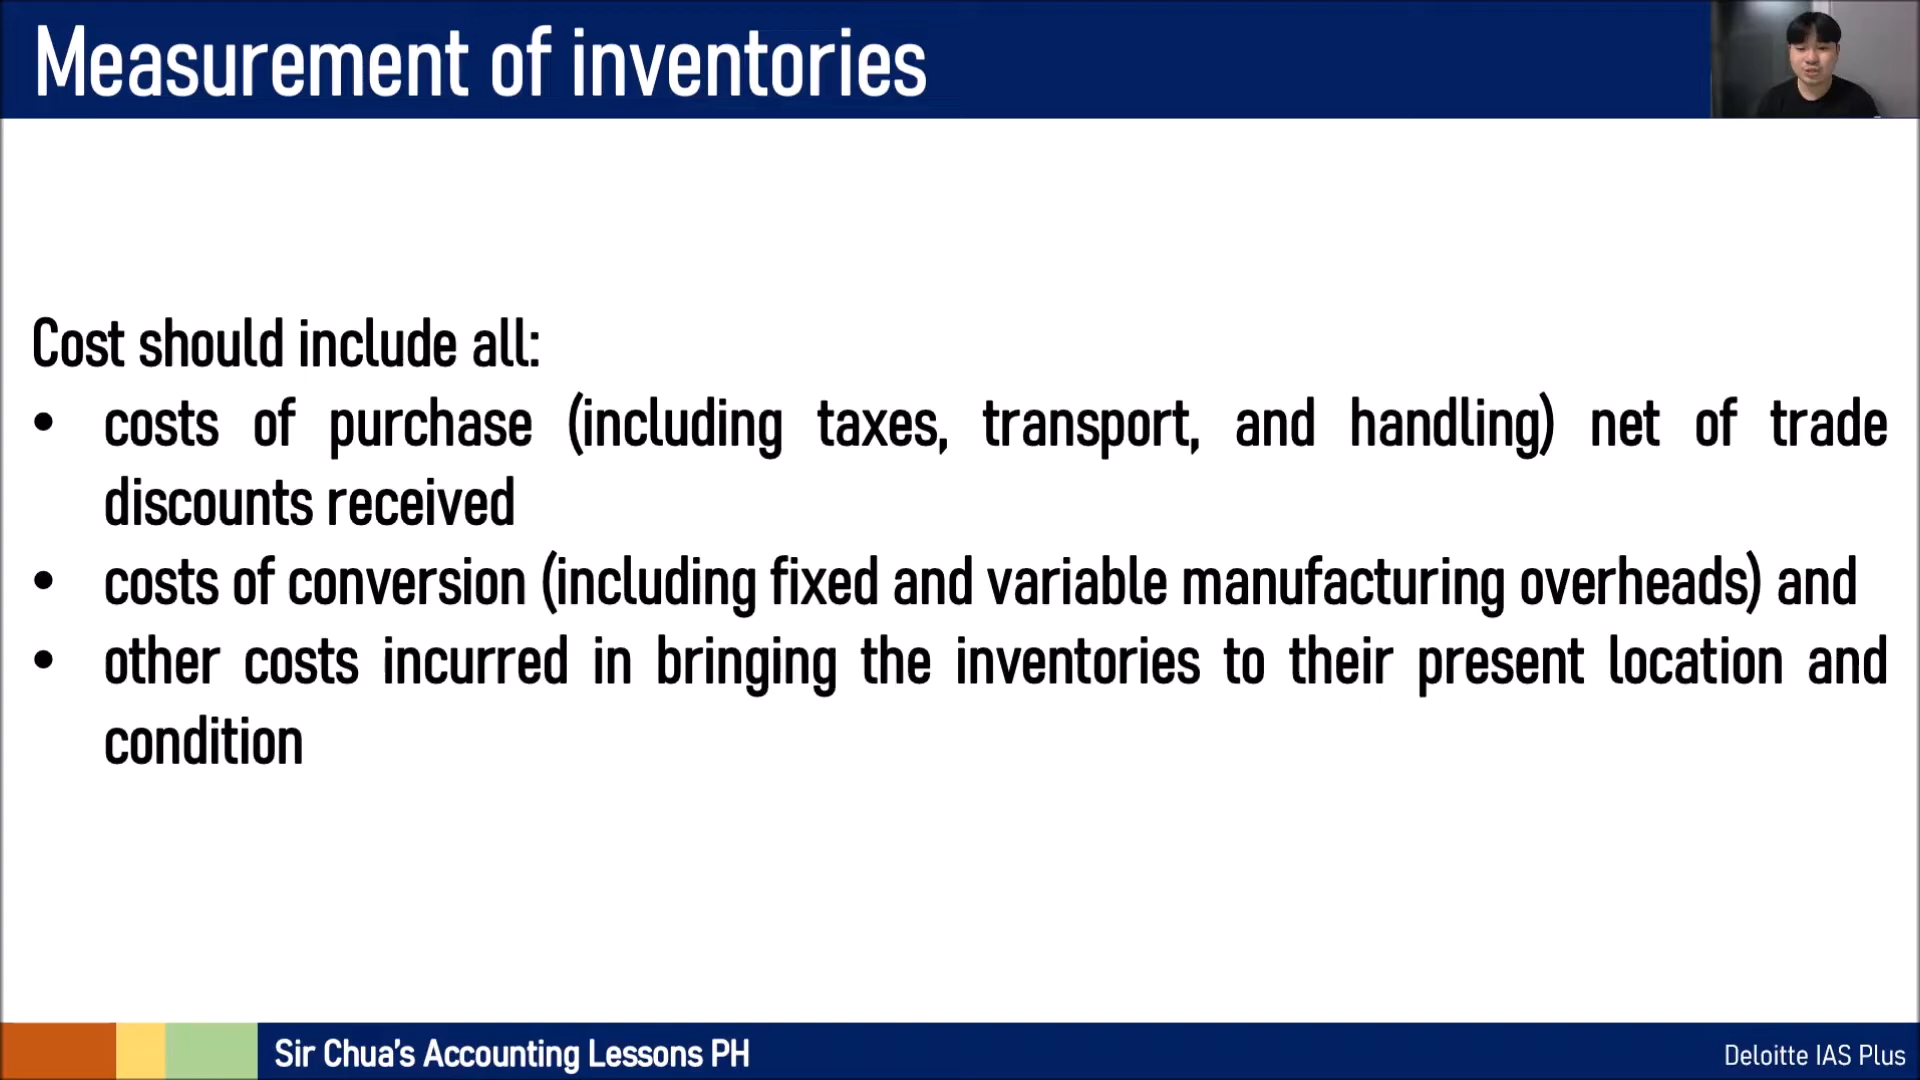 Measurement of inventories
Cost should include all:
• costs of purchase (including taxes, transport, and handling) net of trade
discounts received
• costs of conversion (including fixed and variable manufacturing overheads) and
• other costs incurred in bringing the inventories to their present location and
condition
Sir Chua's Accounting Lessons PH
Deloitte IAS Plus